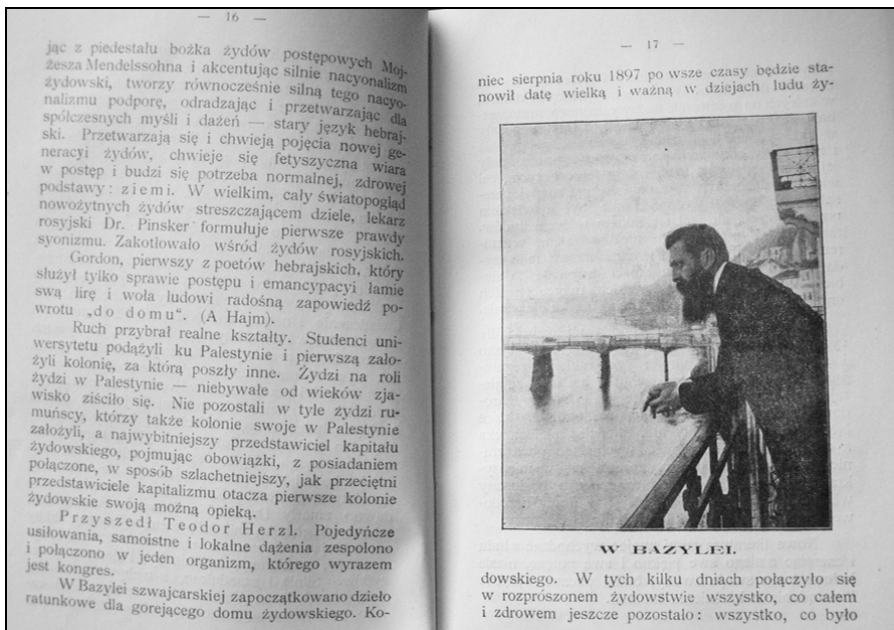 — 16 —
jąc z piedestału bożka żydów postępowych Moj-
żesza Mendelssohna i akcentując silnie nacyonalizm
żydowski, tworzy równocześnie silną tego nacyo-
nalizmu podporę, odradzając i przetwarzając dla
spólczesnych myśli i dążeń — stary język hebraj-
ski. Przetwarzają się i chwieją pojęcia nowej ge-
neracyi żydów, chwieje się fetyszyczna wiara
w postęp i budzi się potrzeba normalnej, zdrowej
podstawy: ziemi. W wielkim, cały światopogląd
nowożytnych żydów streszczającem dziele, lekarz
rosyjski Dr. Pinsker formułuje pierwsze prawdy
syonizmu. Zakotłowało wśród żydów rosyjskich.
Gordon, pierwszy z poetów hebrajskich, który
służył tylko sprawie postępu i emancypacyi łamie
swą lirę i woła ludowi radosną zapowiedź po-
wrotu „do domu“. (A Hajm).
Ruch przybrał realne kształty. Studenci uni-
wersytetu podążyli ku Palestynie i pierwszą zało-
żyli kolonię, za którą poszły inne. Żydzi na roli
żydzi w Palestynie — niebywałe od wieków zja-
wisko ziściło się. Nie pozostali w tyle żydzi ru-
muńscy, którzy także kolonie swoje w Palestynie
założyli, a najwybitniejszy przedstawiciel kapitału
żydowskiego, pojmując obowiązki, z posiadaniem
połączone, w sposób szlachetniejszy, jak przeciętni
przedstawiciele kapitalizmu otacza pierwsze kolonie
żydowskie swoją możną opieką.
Przyszedł Teodor Herzl. Pojedyńcze
usiłowania, samoistne i lokalne dążenia zespolono
i połączono w jeden organizm, którego wyrazem
jest kongres.
W Bazylei szwajcarskiej zapoczątkowano dzieło
ratunkowe dla gorejącego domu żydowskiego. Ko-
— 17 —
niec sierpnia roku 1897 po wsze czasy będzie sta-
nowił datę wielką i ważną w dziejach ludu ży-
W BAZYLEI.
dowskiego. W tych kilku dniach połączyło się
w rozprószonem żydowstwie wszystko, co całem
i zdrowem jeszcze pozostało: wszystko, co było